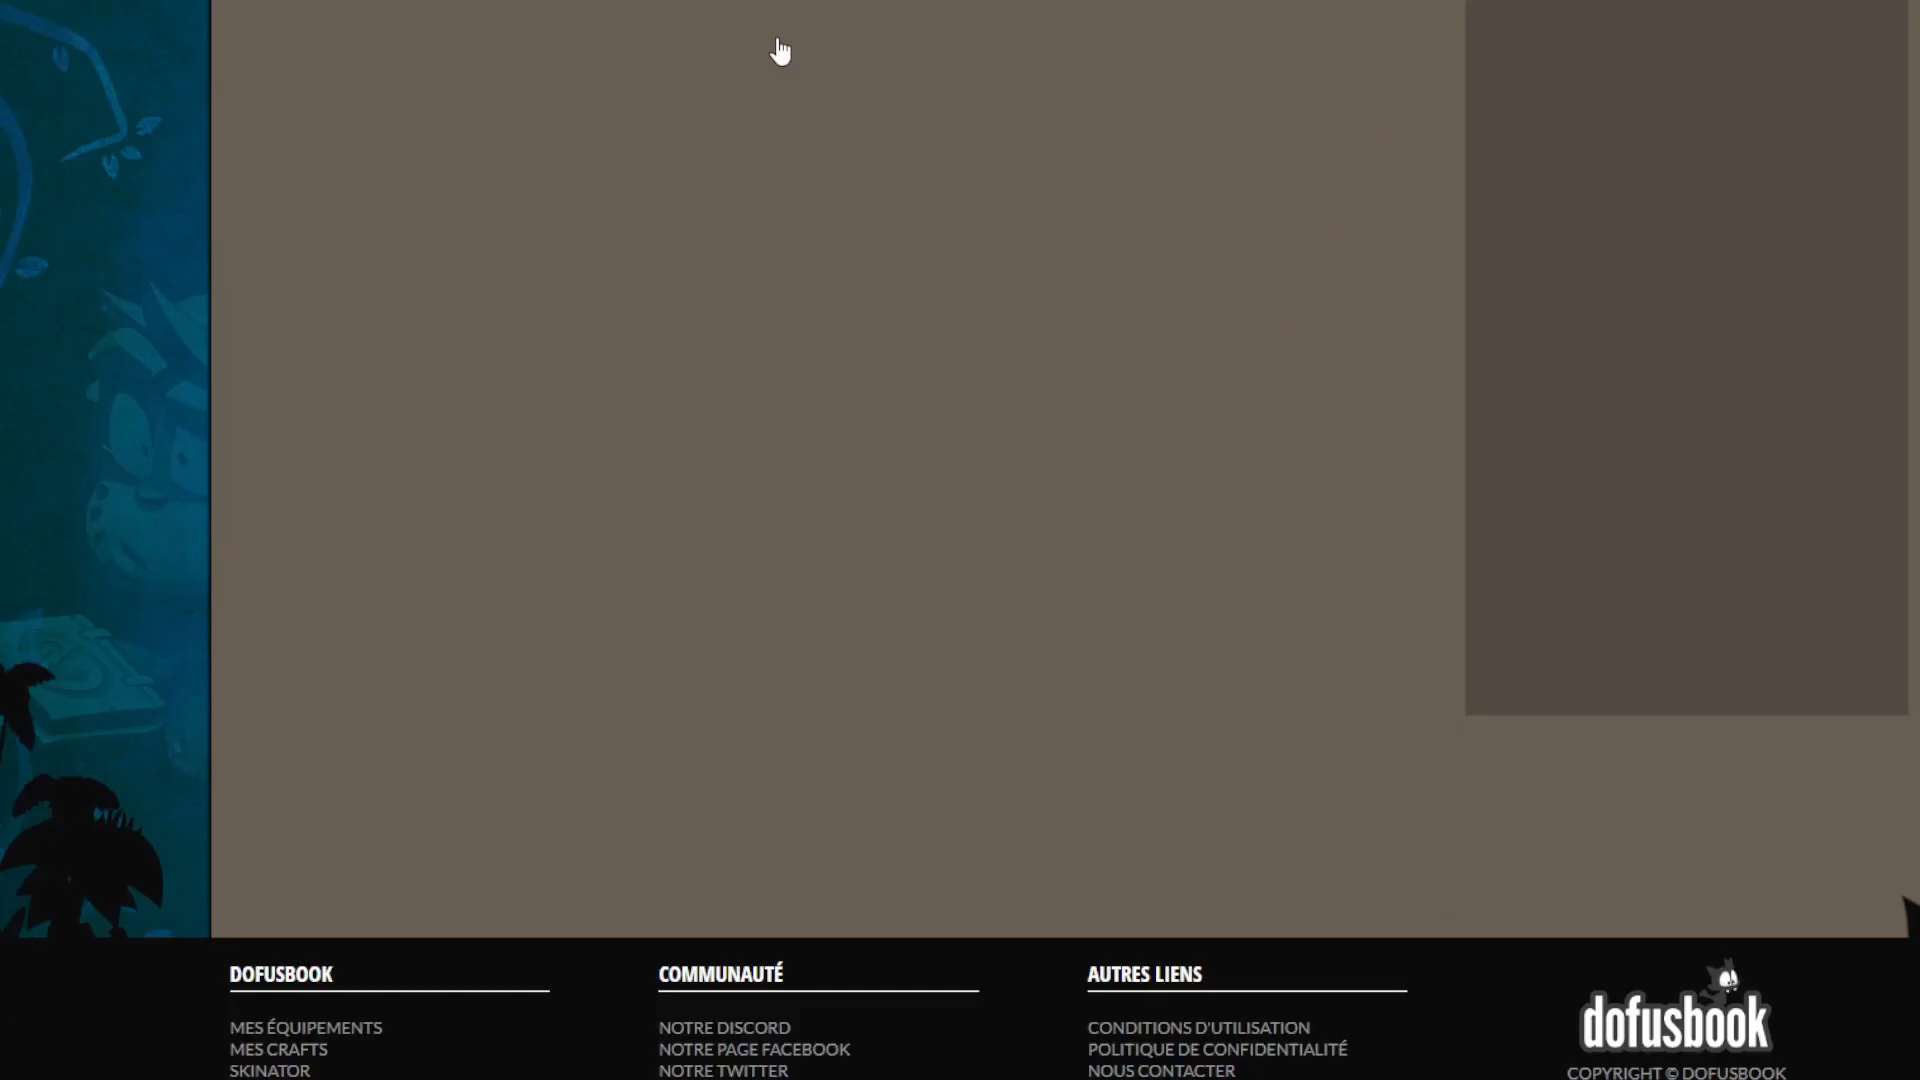 DOFUSBOOK
MES ÉQUIPEMENTS
MES CRAFTS
SKINATOR
COMMUNAUTÉ
NOTRE DISCORD
NOTRE PAGE FACEBOOK
NOTRE TWITTER
AUTRES LIENS
CONDITIONS D'UTILISATION
POLITIQUE DE CONFIDENTIALITÉ
NOUS CONTACTER
dofusbook
COPYRIGHT © DOFUSBOOK